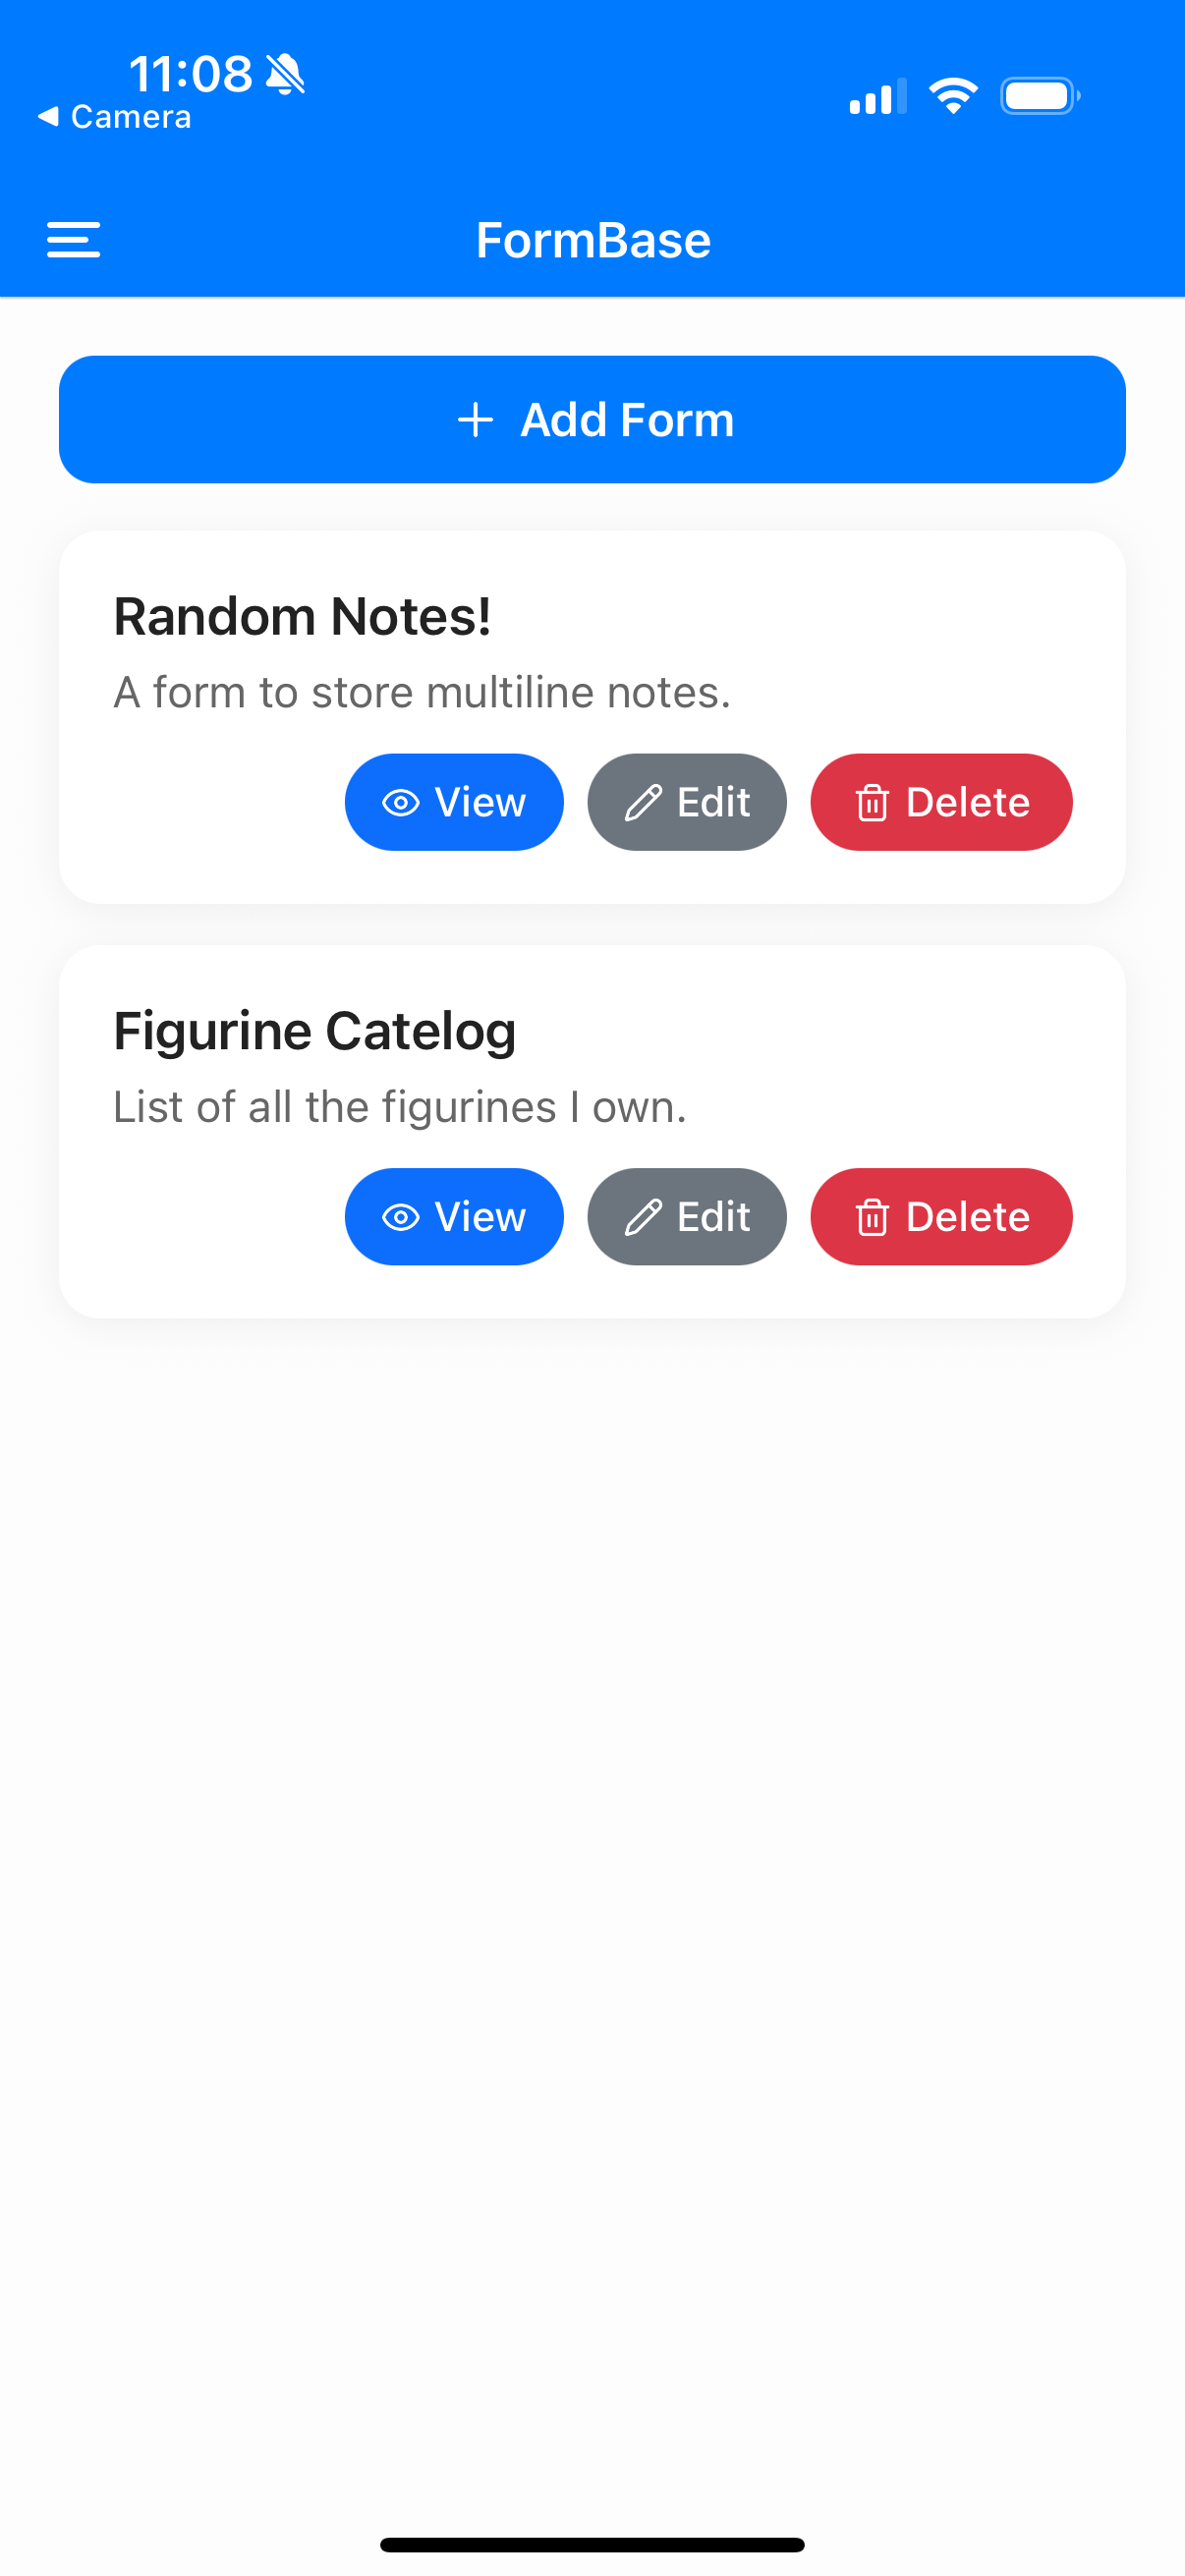 11:08
Camera
FormBase
Add Form
Random Notes!
A form to store multiline notes.
View Edit Delete
Figurine Catelog
List of all the figurines I own.
View Edit Delete